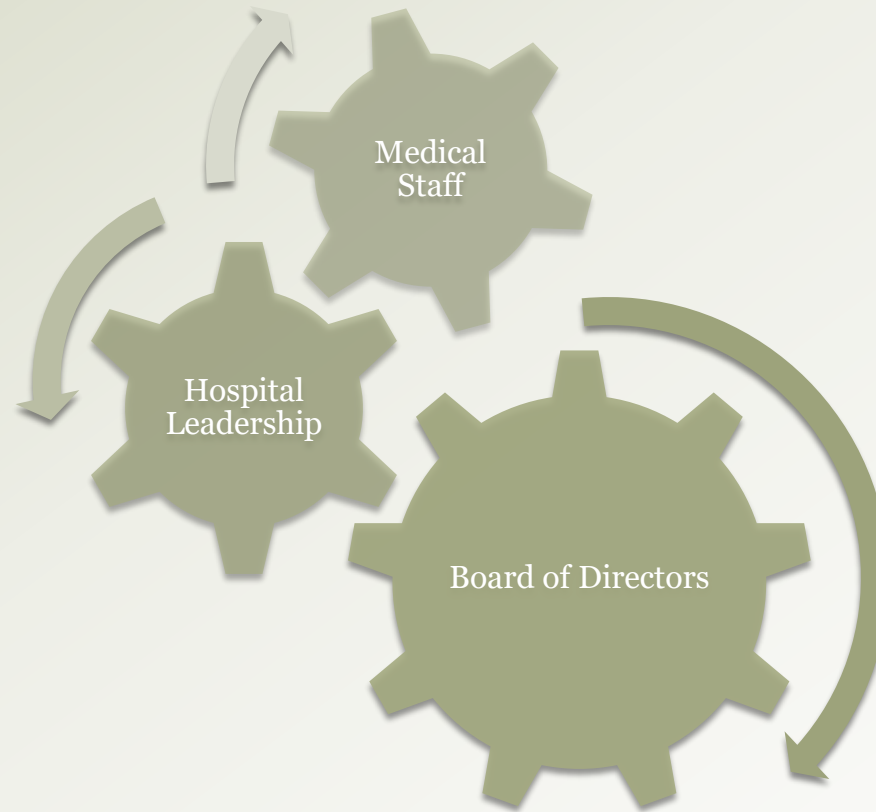 Medical
Staff
Hospital
Leadership
Board of Directors